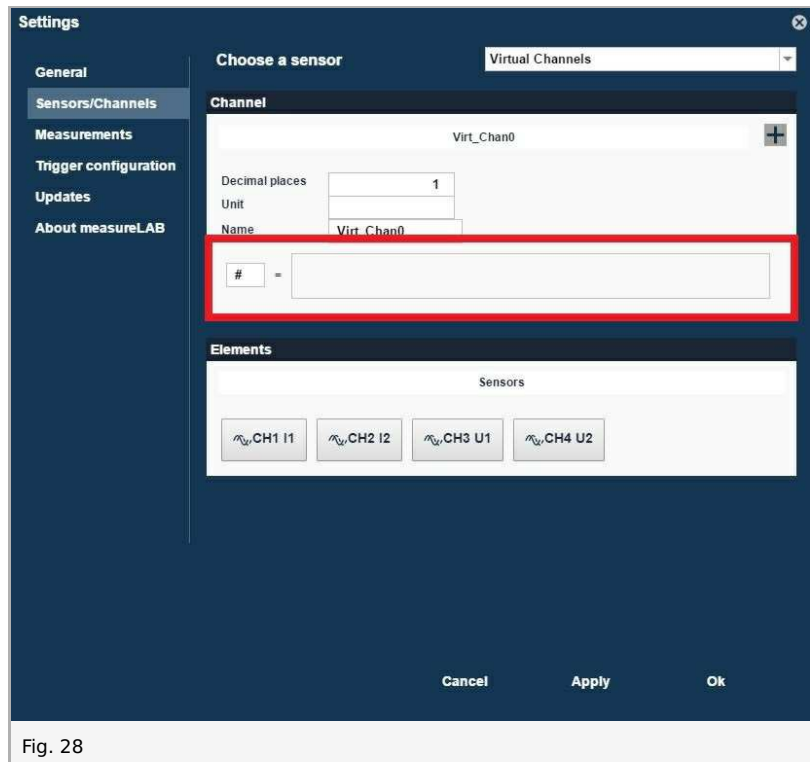 Settings
Choose a sensor
Virtual Channels
General
Sensors/Channels
Measurements
Trigger configuration
Updates
About measureLAB
Channel
Virt_Chan0
Decimal places 1
Unit
Name Virt_Chan0
# =
Elements
Sensors
CH1 I1 CH2 I2 CH3 U1 CH4 U2
Cancel Apply Ok
Fig. 28